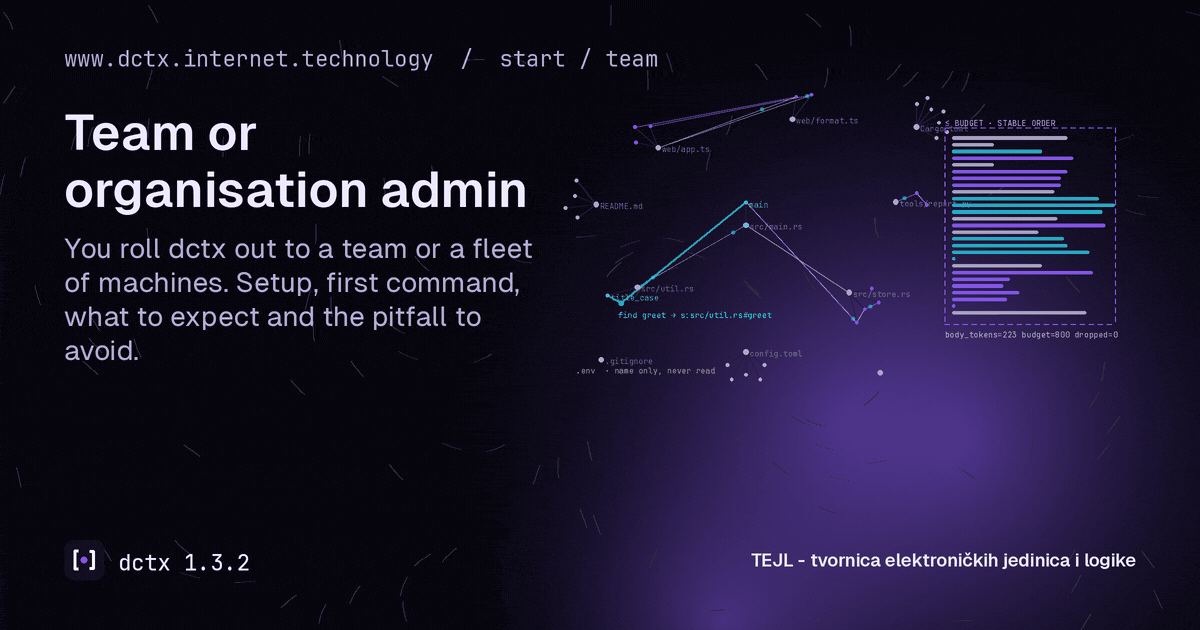 www.dctx.internet.technology / start / team
Team or
organisation admin
You roll dctx out to a team or a fleet
of machines. Setup, first command,
what to expect and the pitfall to
avoid.
web/format.ts
web/app.ts
≤ BUDGET · STABLE ORDER
README.md
main
src/main.rs
src/util.rs
title_case
src/store.rs
find greet → s:src/util.rs#greet
body_tokens=223 budget=800 dropped=0
config.toml
.gitignore
.env · name only, never read
dctx 1.3.2
TEJL - tvornica elektroničkih jedinica i logike